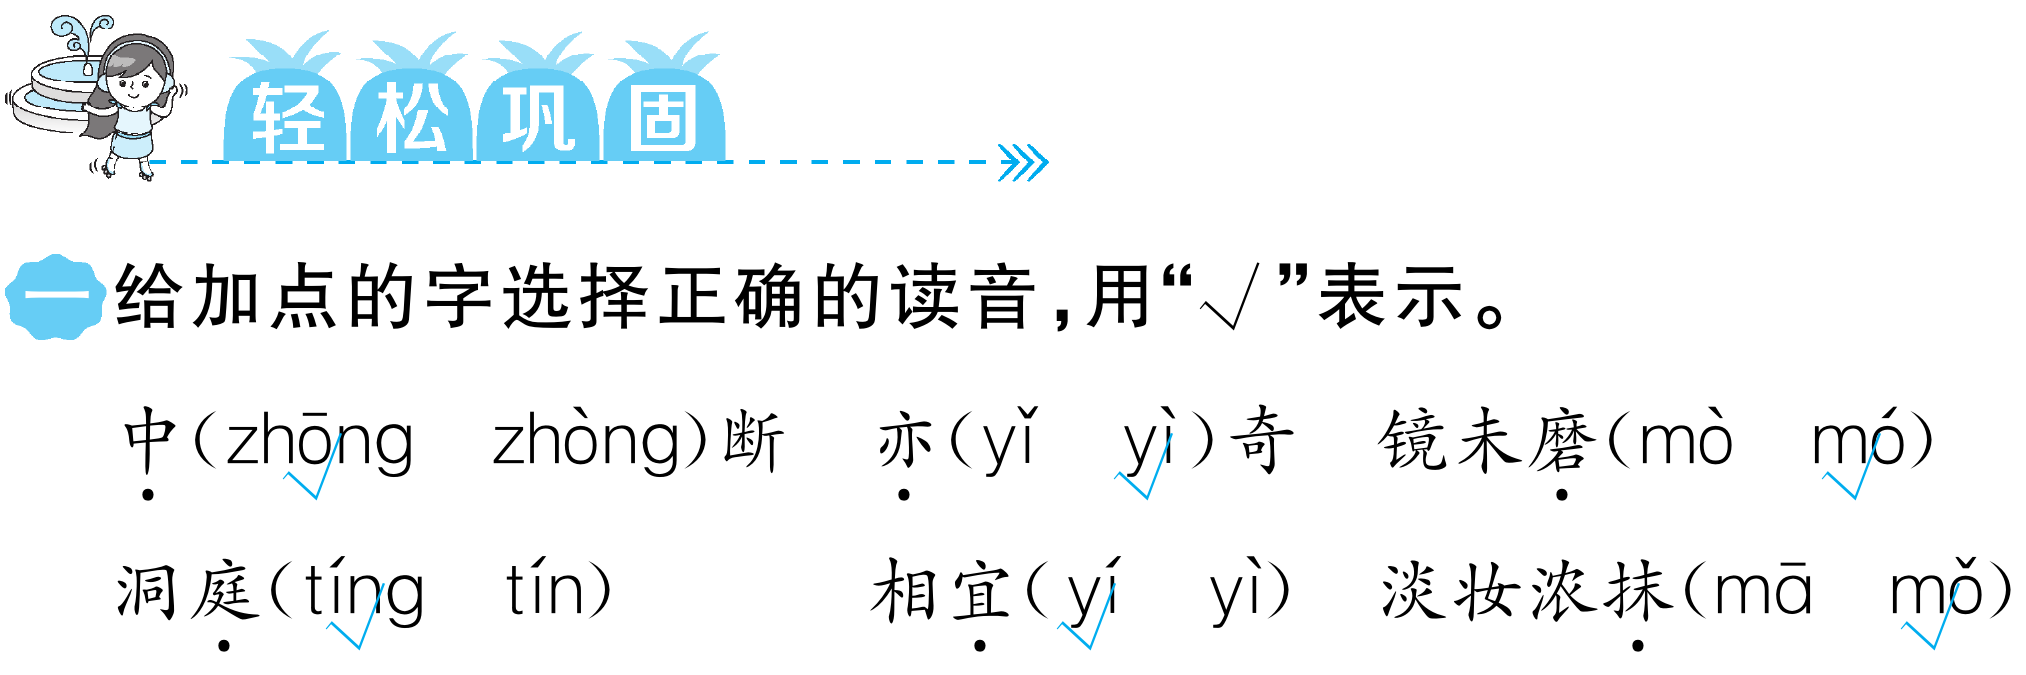 轻松巩固
一 给加点的字选择正确的读音,用“√”表示。
中(zhōng√ zhòng)断 亦(yǐ yì√)奇 镜未磨(mò mó√)
洞庭(tíng√ tín) 相宜(yí√ yì) 淡妆浓抹(mā mǒ√)